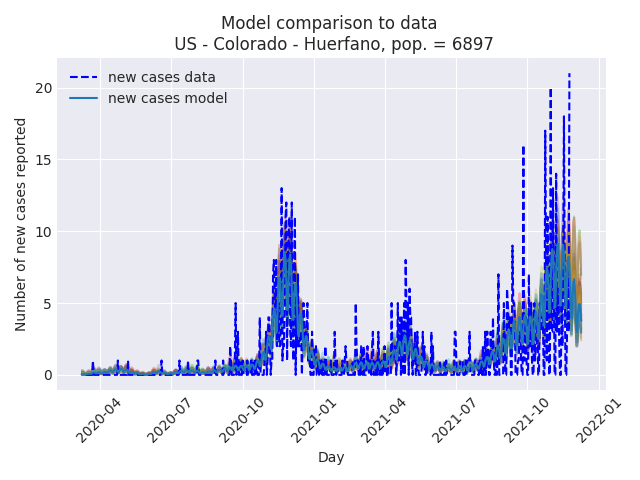 Model comparison to data
US - Colorado - Huerfano, pop. = 6897
new cases data
new cases model
Number of new cases reported
20
15
10
5
0
2020-04
2020-07
2020-10
2021-01
2021-04
2021-07
2021-10
2022-01
Day